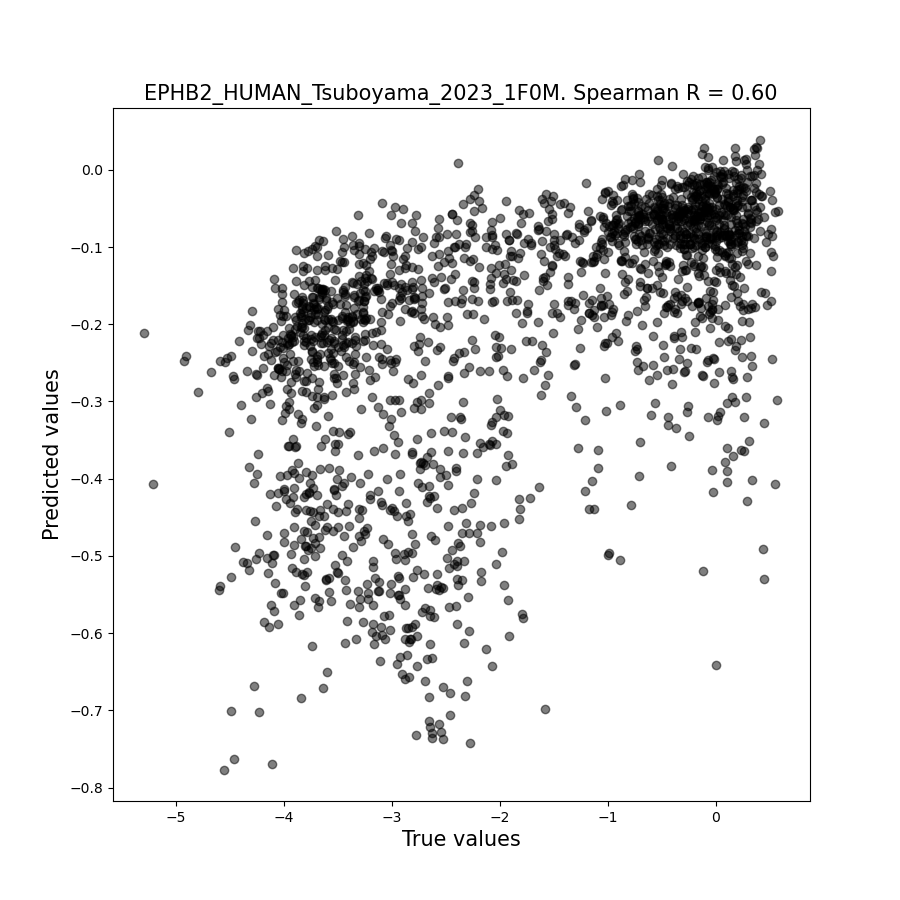 EPHB2_HUMAN_Tsuboyama_2023_1F0M. Spearman R = 0.60
Predicted values
0.0
−0.1
−0.2
−0.3
−0.4
−0.5
−0.6
−0.7
−0.8
−5 −4 −3 −2 −1 0
True values